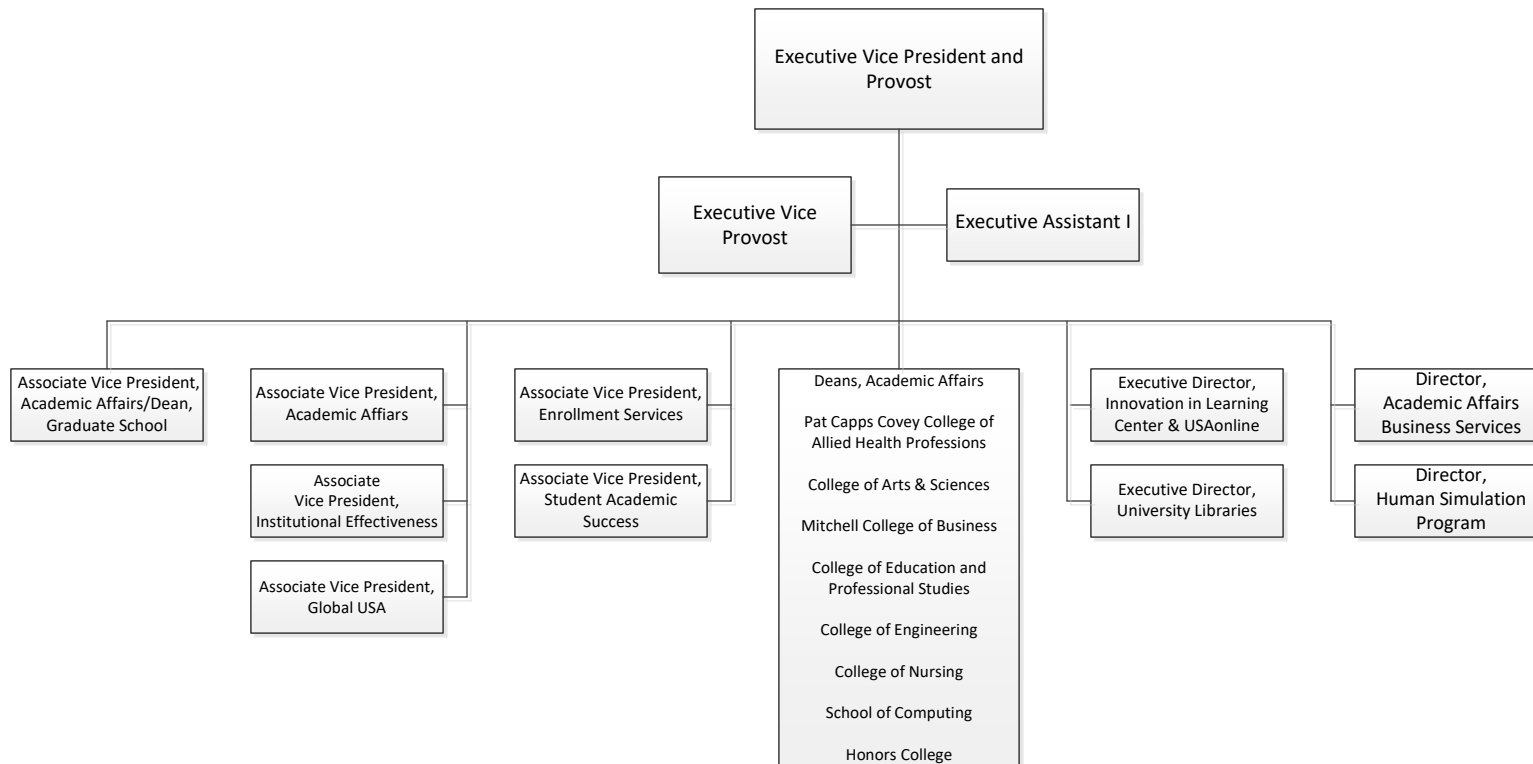 Executive Vice President and
Provost
Executive Vice
Provost
Executive Assistant I
Associate Vice President,
Academic Affairs/Dean,
Graduate School
Associate Vice President,
Academic Affiars
Associate
Vice President,
Institutional Effectiveness
Associate Vice President,
Global USA
Associate Vice President,
Enrollment Services
Associate Vice President,
Student Academic
Success
Deans, Academic Affairs
Pat Capps Covey College of
Allied Health Professions
College of Arts & Sciences
Mitchell College of Business
College of Education and
Professional Studies
College of Engineering
College of Nursing
School of Computing
Honors College
Executive Director,
Innovation in Learning
Center & USAonline
Executive Director,
University Libraries
Director,
Academic Affairs
Business Services
Director,
Human Simulation
Program